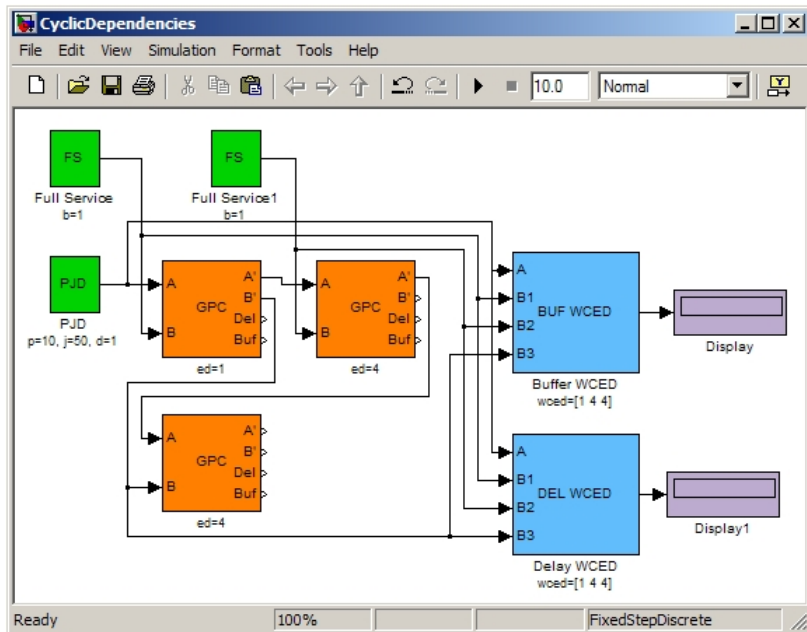 CyclicDependencies
File Edit View Simulation Format Tools Help
10.0 Normal
FS
Full Service
b=1
FS
Full Service1
b=1
PJD
PJD
p=10, j=50, d=1
A
B
GPC
A'
B'
Del
Buf
ed=1
A
B
GPC
A'
B'
Del
Buf
ed=4
A
B
GPC
A'
B'
Del
Buf
ed=4
A
B1
B2
B3
BUF WCED
Buffer WCED
wced=[1 4 4]
Display
A
B1
B2
B3
DEL WCED
Delay WCED
wced=[1 4 4]
Display1
Ready 100% FixedStepDiscrete